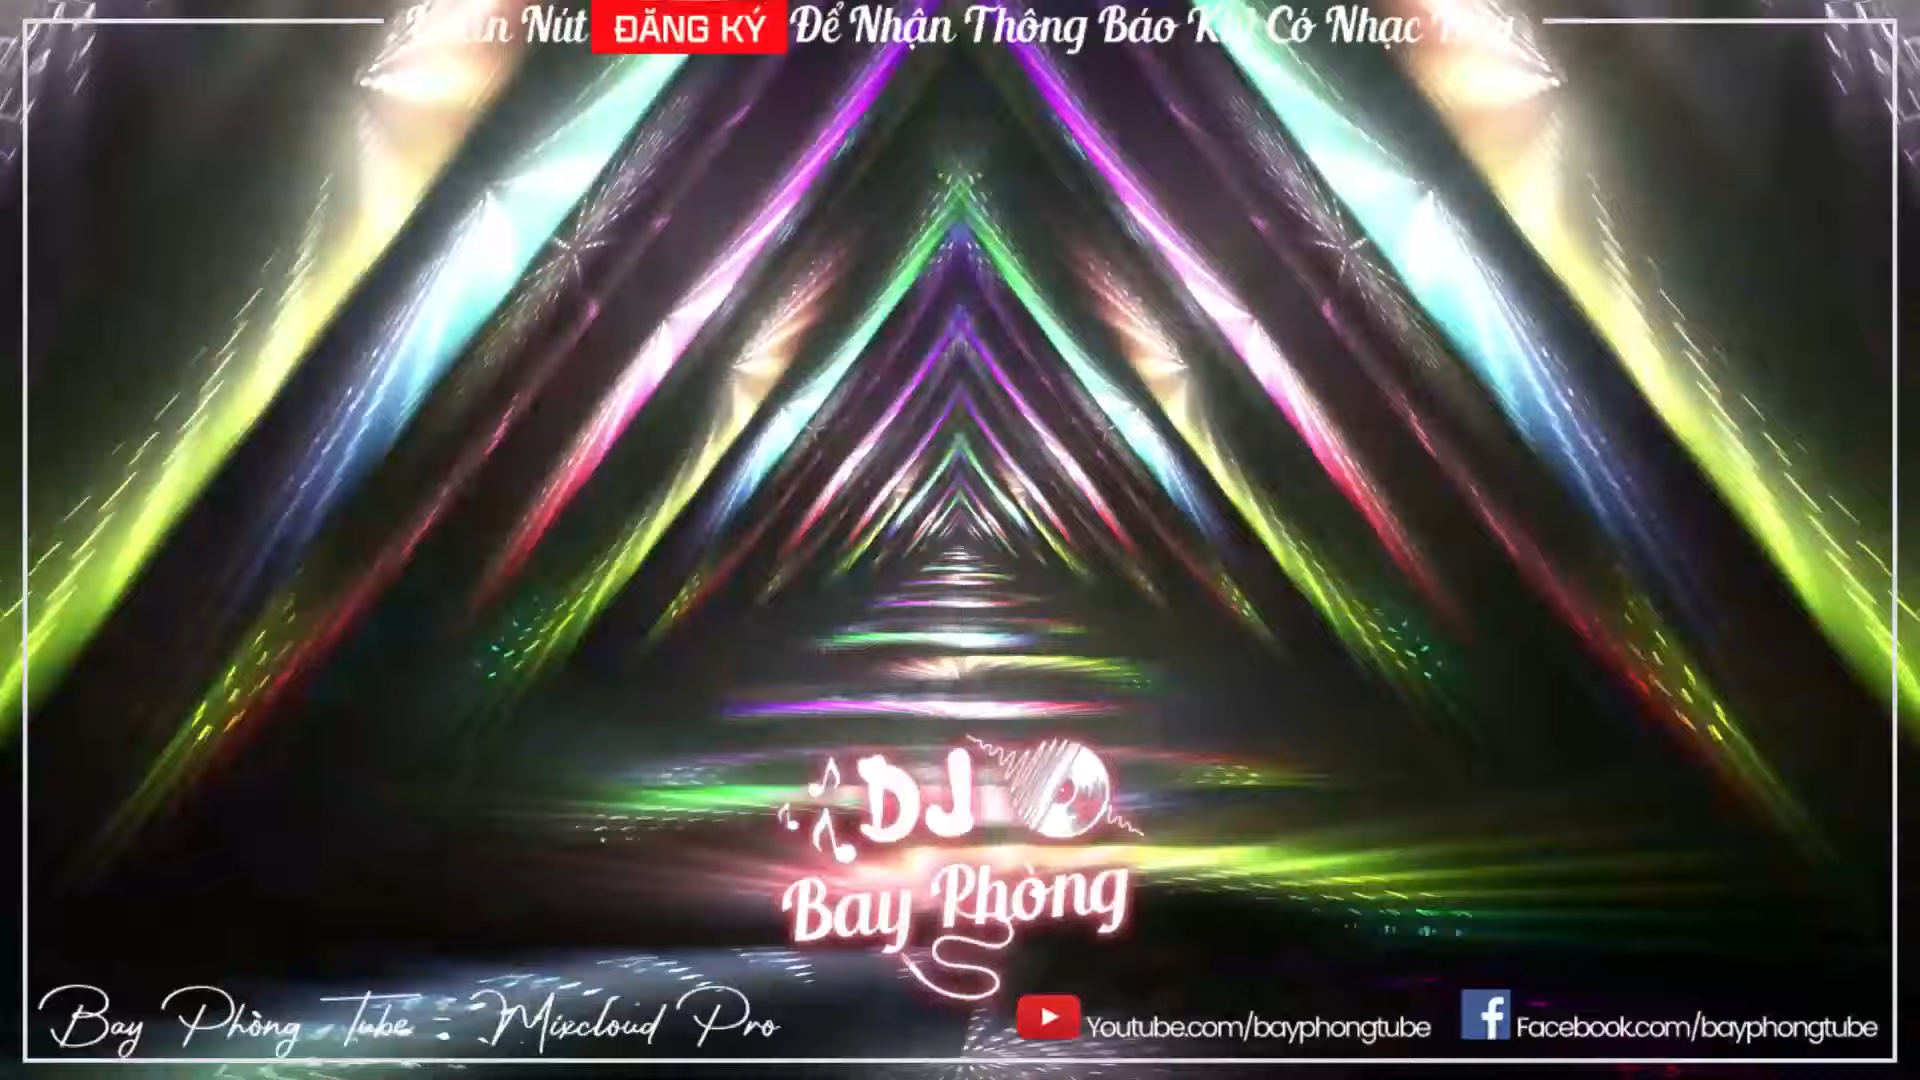 Nút ĐĂNG KÝ Để Nhận Thông Báo Có Nhạc
DJ
Bay Phòng
Bay Phòng Tube - Mixcloud Pro
Youtube.com/bayphongtube
Facebook.com/bayphongtube